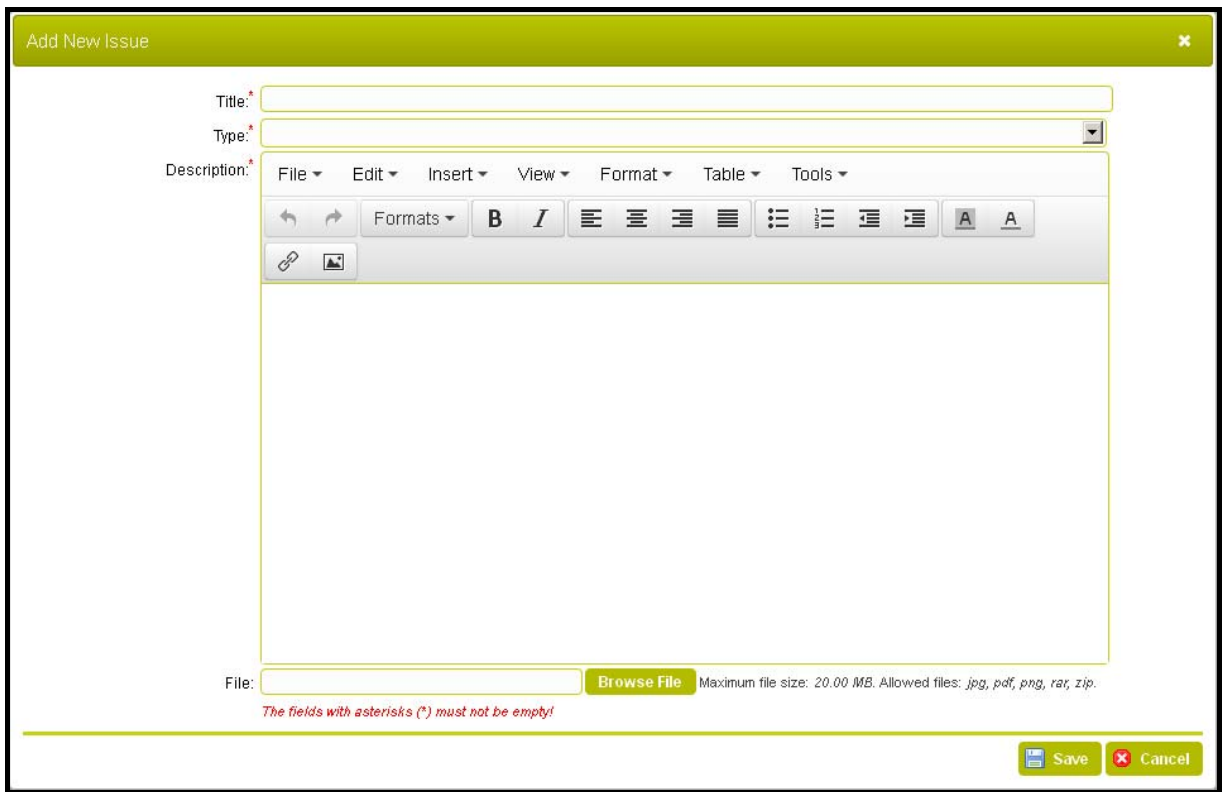 Add New Issue
Title:*
Type:*
Description:*
File Edit Insert View Format Table Tools
Formats B I A A
File: Browse File Maximum file size: 20.00 MB. Allowed files: jpg, pdf, png, rar, zip.
The fields with asterisks (*) must not be empty!
Save Cancel